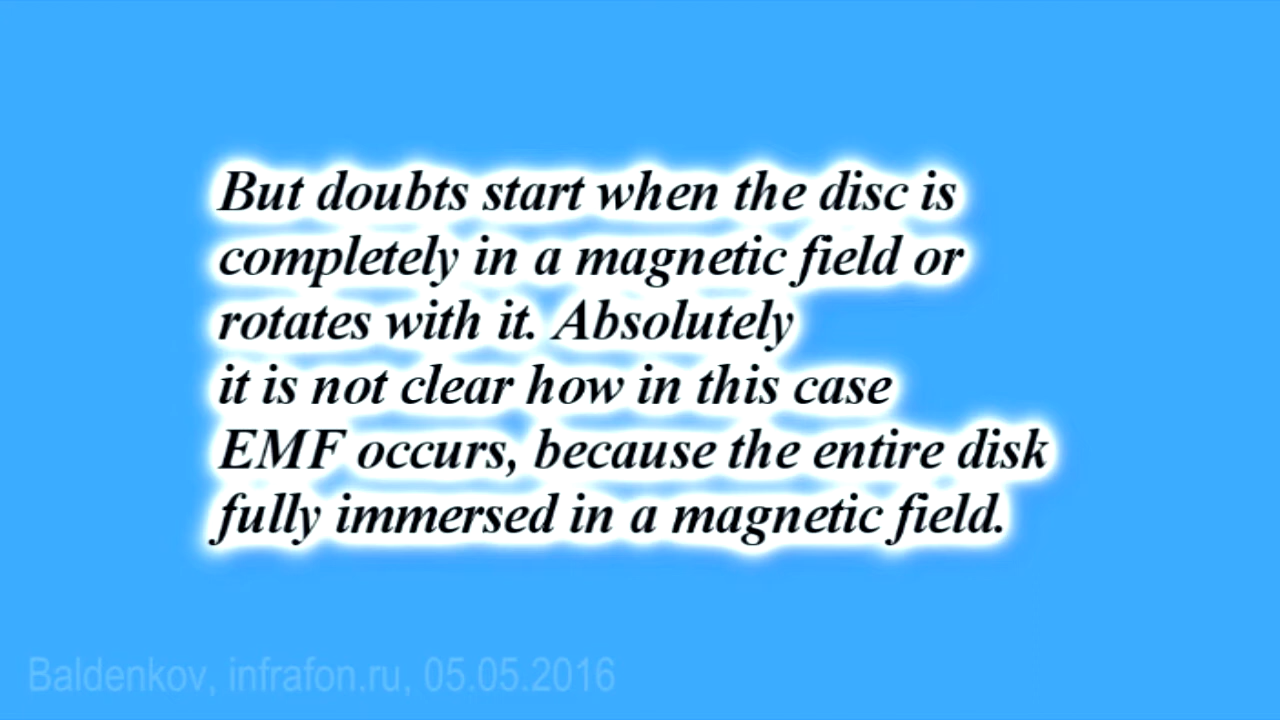 But doubts start when the disc is
completely in a magnetic field or
rotates with it. Absolutely
it is not clear how in this case
EMF occurs, because the entire disk
fully immersed in a magnetic field.
Baldenkov, infrafon.ru, 05.05.2016